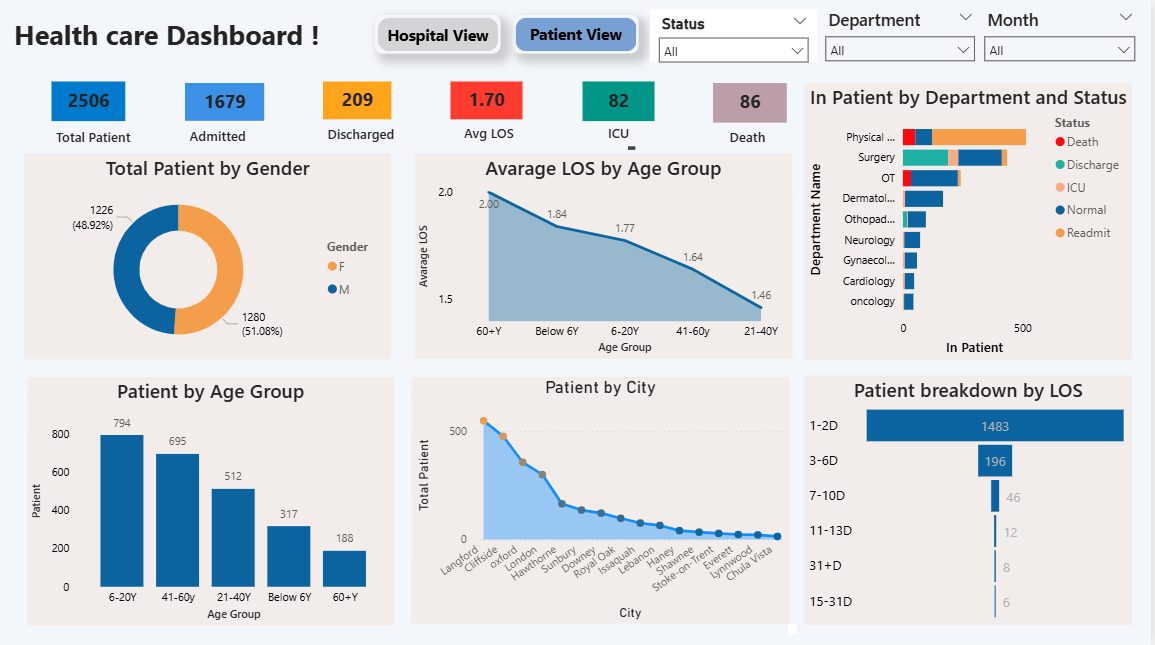 Health care Dashboard !
Hospital View
Patient View
Status
All
Department
All
Month
All
2506
Total Patient
1679
Admitted
209
Discharged
1.70
Avg LOS
82
ICU
86
Death
Total Patient by Gender
1226
(48.92%)
1280
(51.08%)
Gender
F
M
Avarage LOS by Age Group
Avarage LOS
2.0
1.5
2.00
1.84
1.77
1.64
1.46
60+Y
Below 6Y
6-20Y
41-60y
21-40Y
Age Group
In Patient by Department and Status
Department Name
Physical ...
Surgery
OT
Dermatol...
Othopad...
Neurology
Gynaecol...
Cardiology
oncology
0
500
In Patient
Status
Death
Discharge
ICU
Normal
Readmit
Patient by Age Group
Patient
800
600
400
200
0
794
695
512
317
188
6-20Y
41-60y
21-40Y
Below 6Y
60+Y
Age Group
Patient by City
Total Patient
500
0
Langford
Cliffside
oxford
London
Hawthorne
Sunbury
Downey
Royal Oak
Issaquah
Lebanon
Haney
Shawnee
Stoke-on-Trent
Everett
Lynnwood
Chula Vista
City
Patient breakdown by LOS
1-2D
1483
3-6D
196
7-10D
46
11-13D
12
31+D
8
15-31D
6